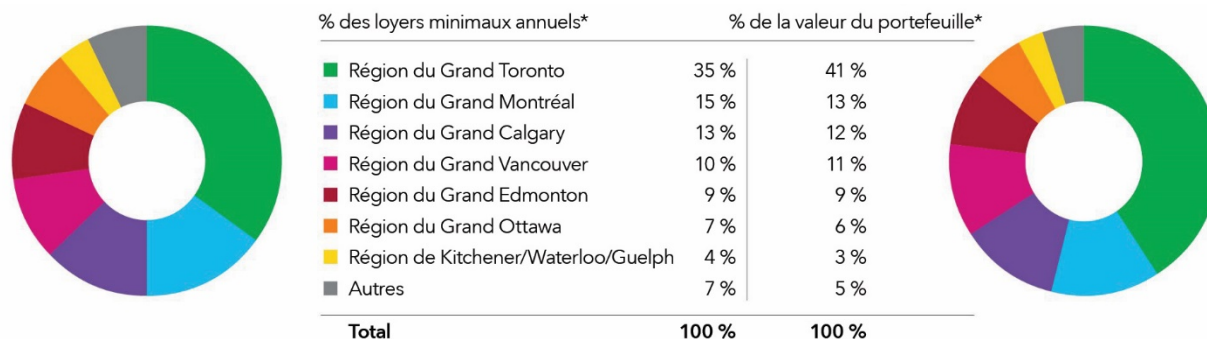 % des loyers minimaux annuels* % de la valeur du portefeuille*
Région du Grand Toronto 35 % 41 %
Région du Grand Montréal 15 % 13 %
Région du Grand Calgary 13 % 12 %
Région du Grand Vancouver 10 % 11 %
Région du Grand Edmonton 9 % 9 %
Région du Grand Ottawa 7 % 6 %
Région de Kitchener/Waterloo/Guelph 4 % 3 %
Autres 7 % 5 %
Total 100 % 100 %